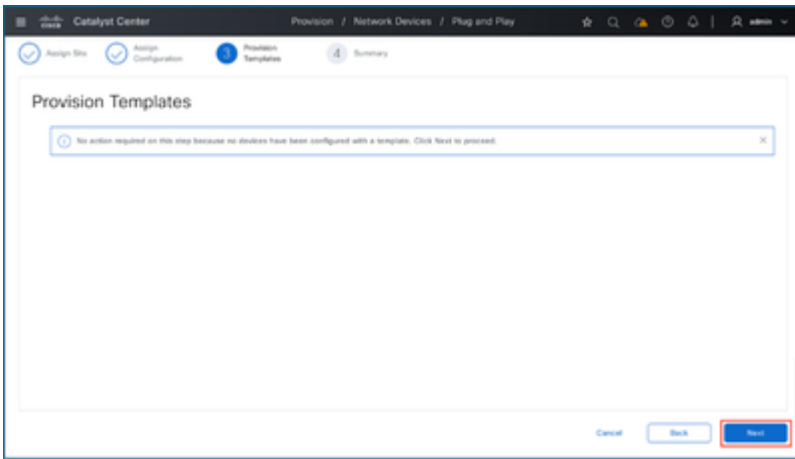 cisco Catalyst Center Provision / Network Devices / Plug and Play admin
Assign Site
Assign
Configuration
3 Provision
Templates
4 Summary
Provision Templates
No action required on this step because no devices have been configured with a template. Click Next to proceed.
Cancel Back Next